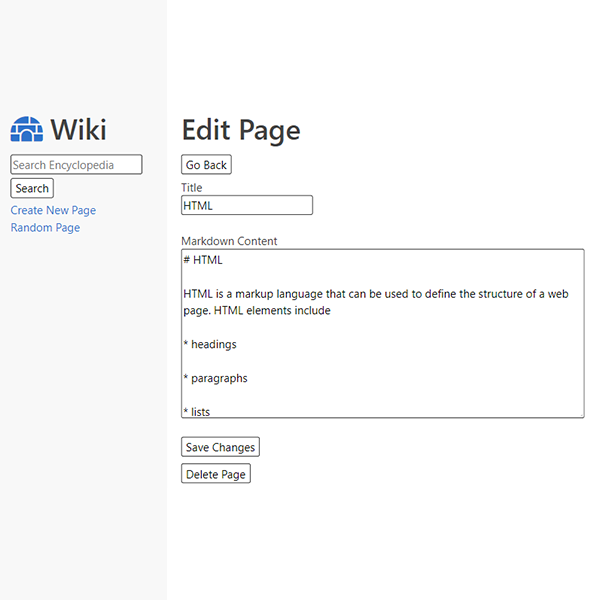 Wiki
Search Encyclopedia
Search
Create New Page
Random Page
Edit Page
Go Back
Title
HTML
Markdown Content
# HTML
HTML is a markup language that can be used to define the structure of a web
page. HTML elements include
* headings
* paragraphs
* lists
Save Changes
Delete Page